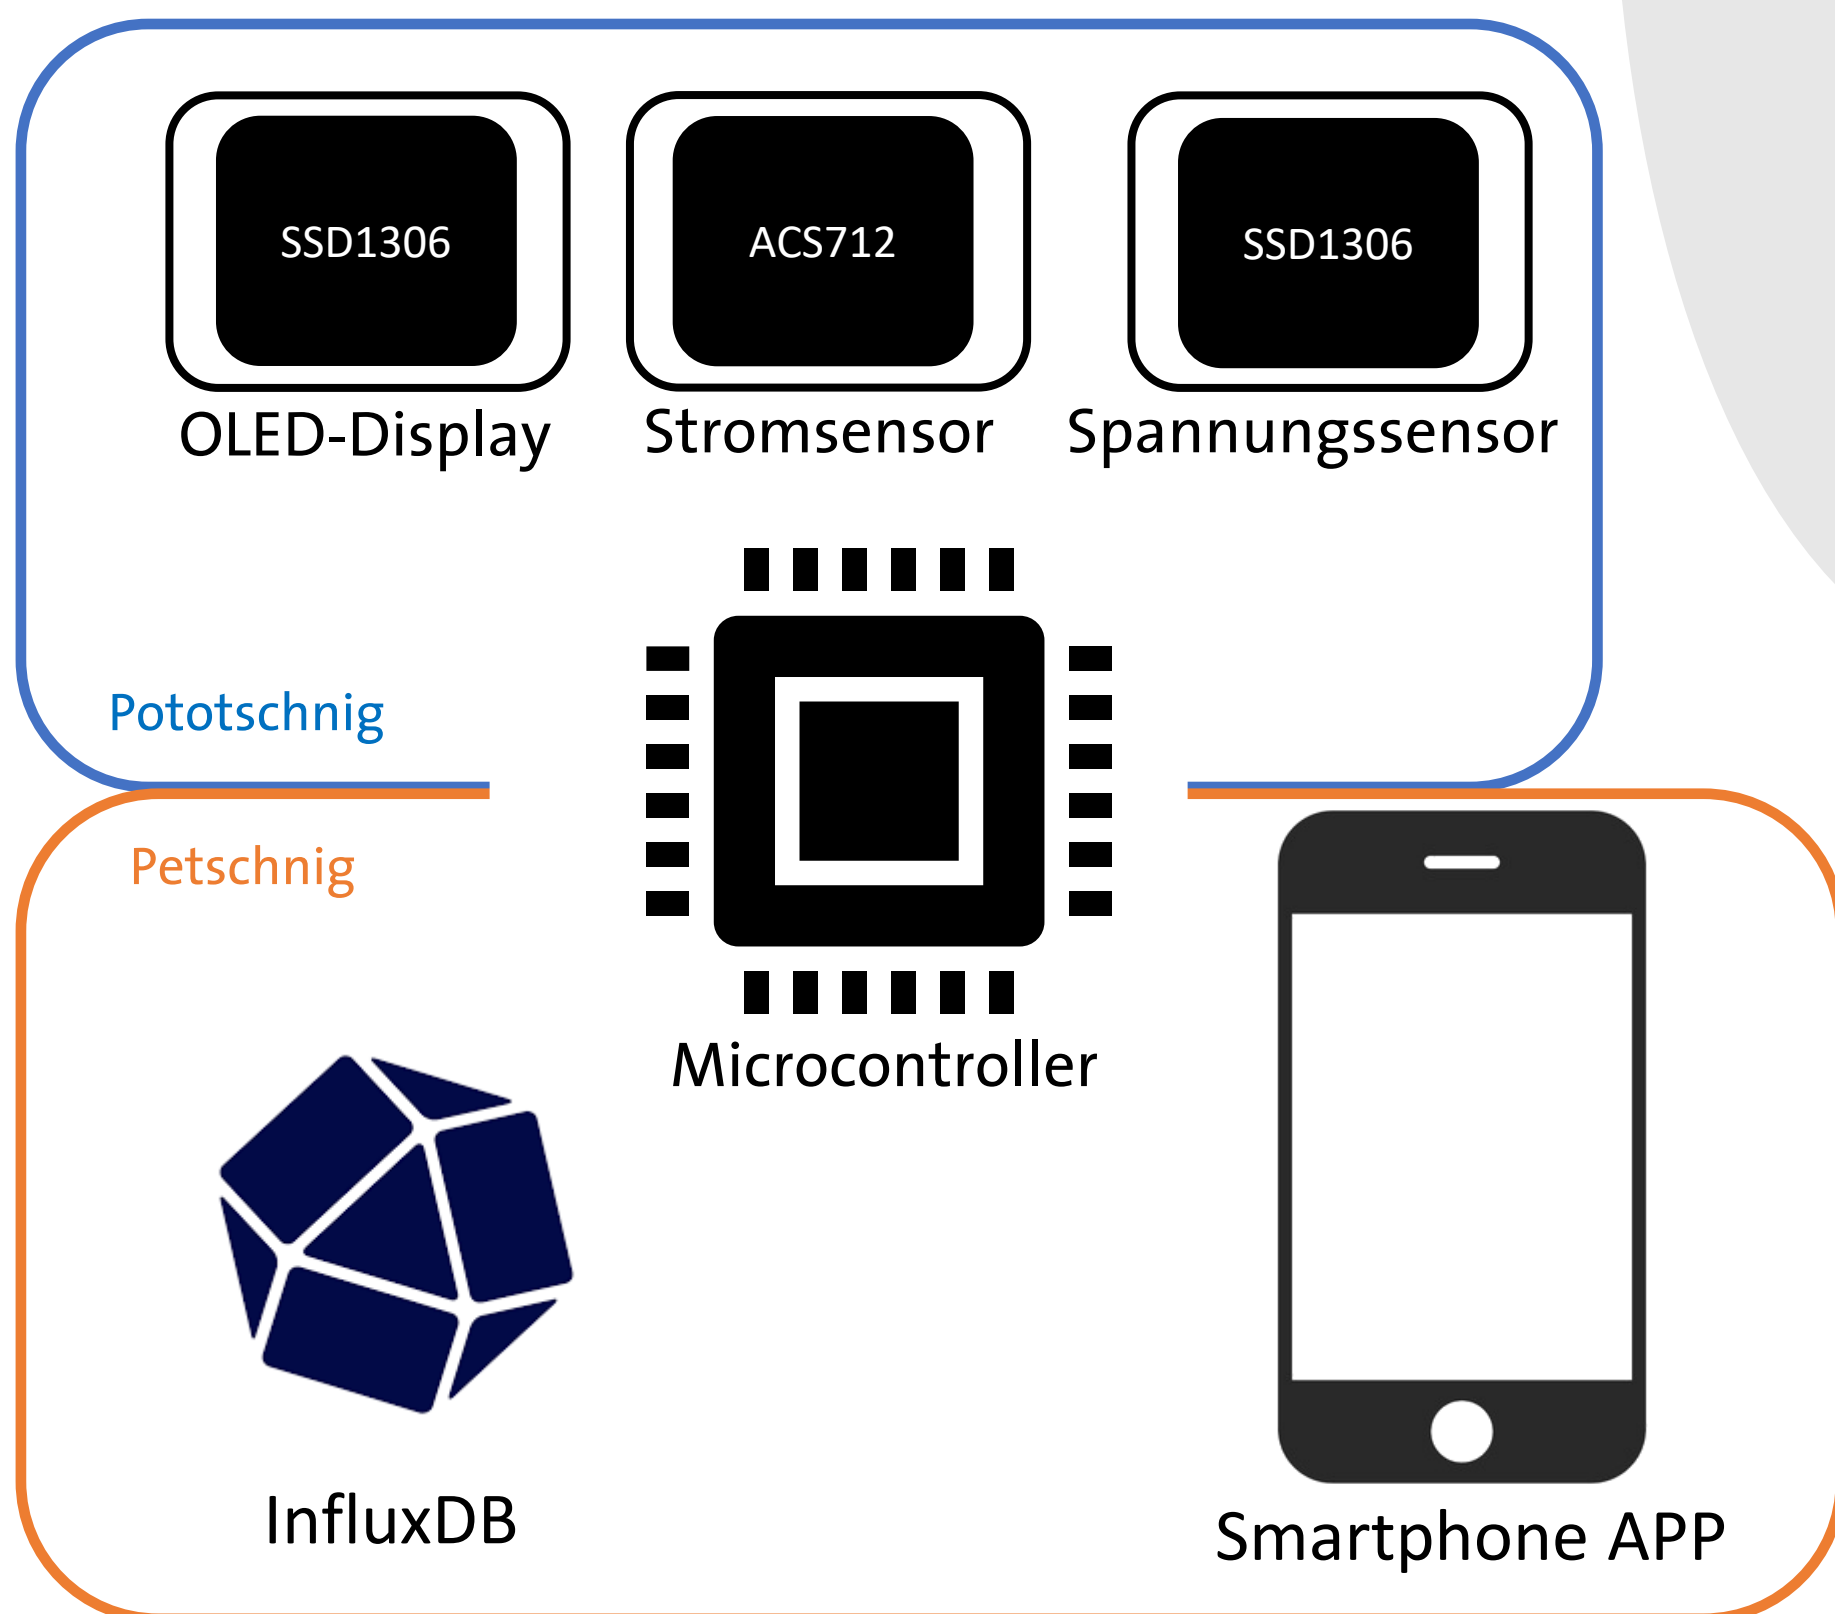 SSD1306
ACS712
SSD1306
OLED-Display
Stromsensor
Spannungssensor
Pototschnig
Petschnig
Microcontroller
InfluxDB
Smartphone APP